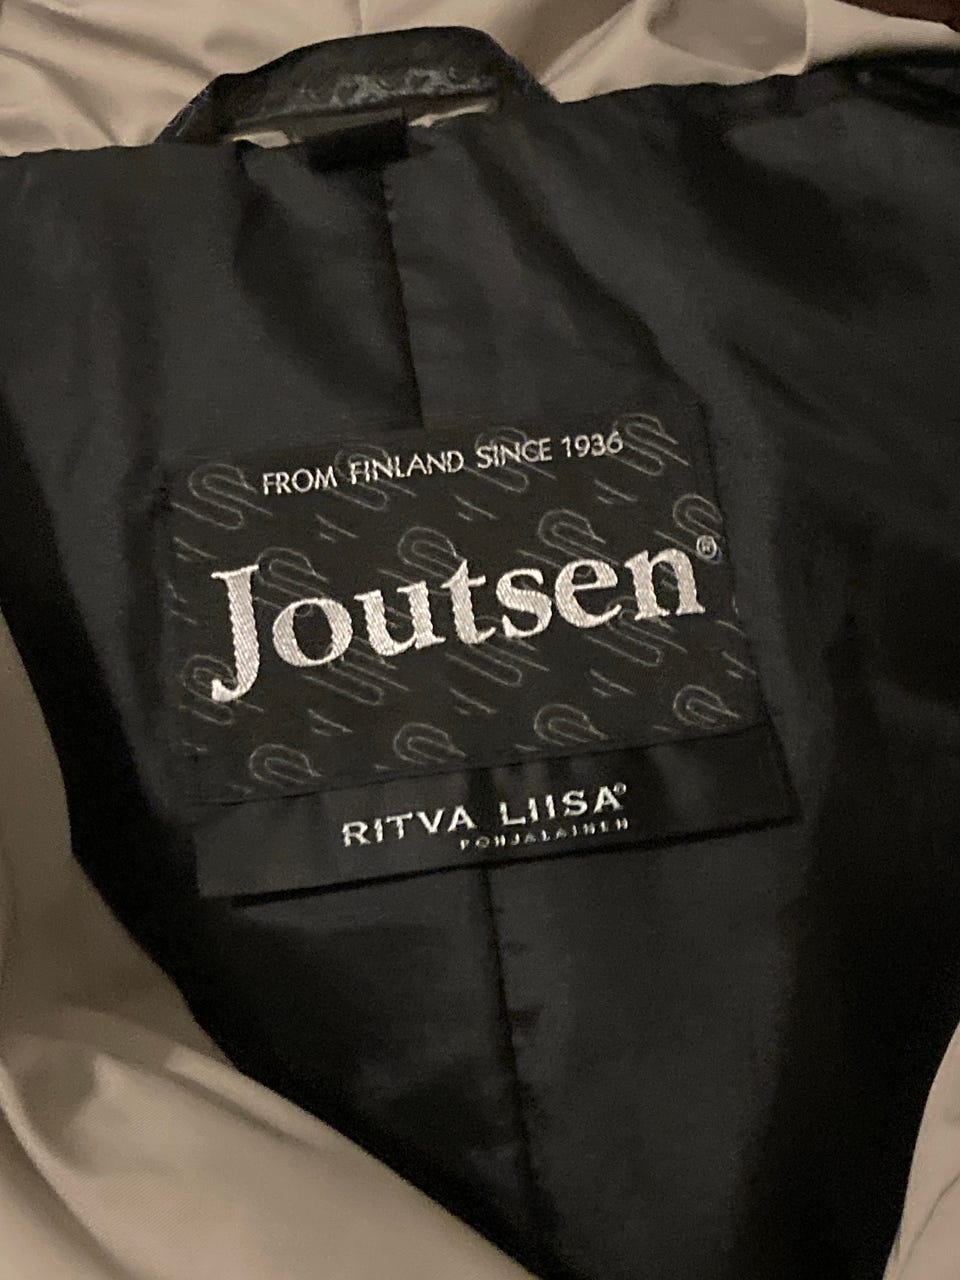 FROM FINLAND SINCE 1936
Joutsen®
RITVA LIISA®
POHJALAINEN